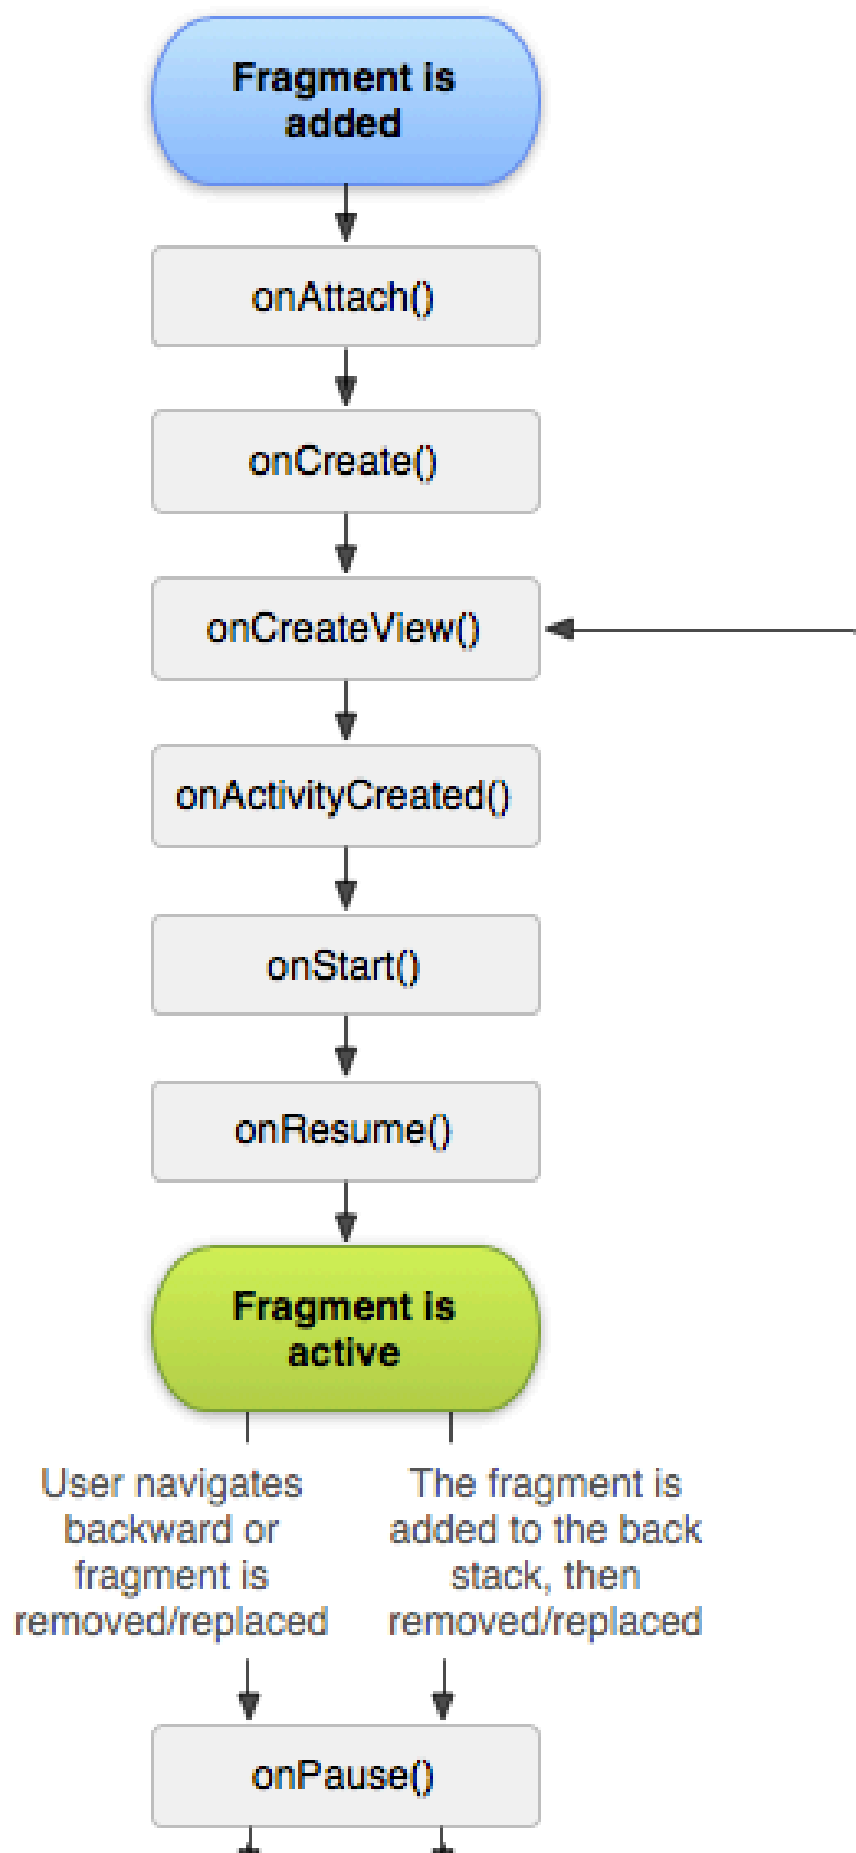 Fragment is
added
onAttach()
onCreate()
onCreateView()
onActivityCreated()
onStart()
onResume()
Fragment is
active
User navigates
backward or
fragment is
removed/replaced
The fragment is
added to the back
stack, then
removed/replaced
onPause()